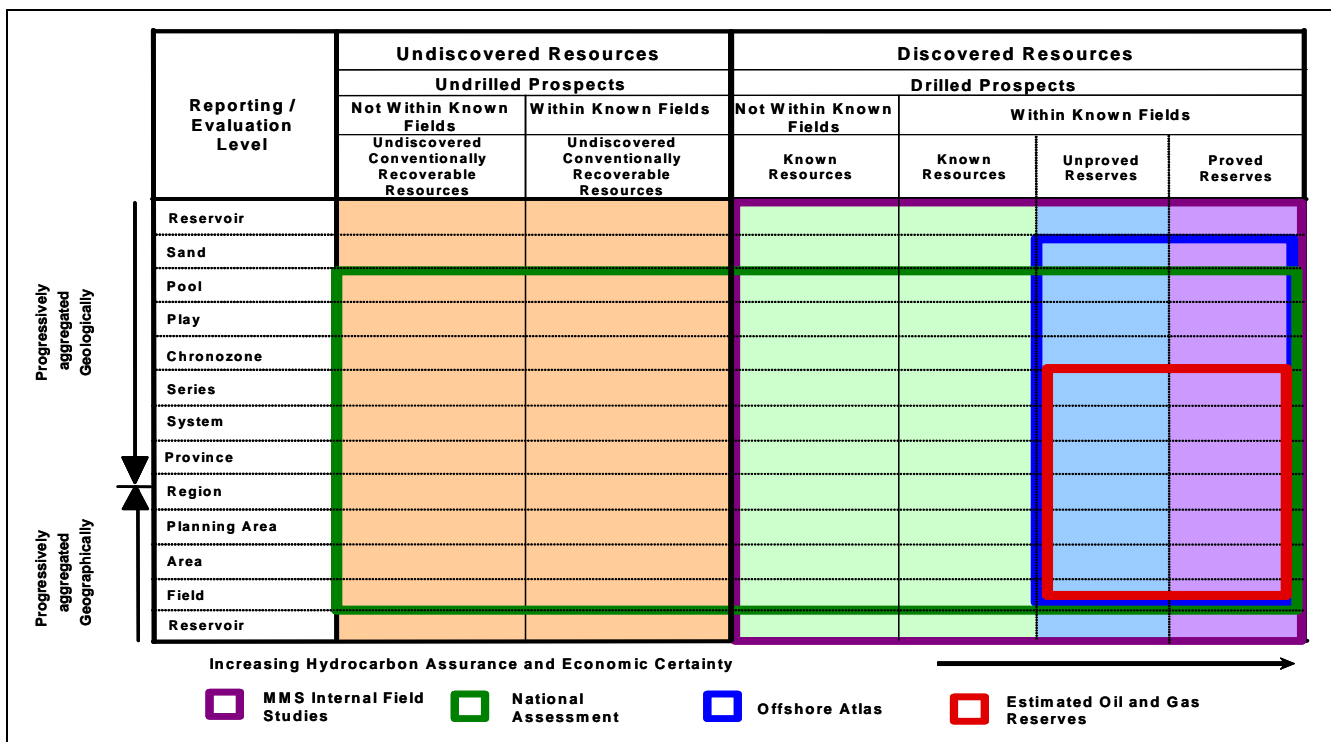 Undiscovered Resources
Discovered Resources
Undrilled Prospects
Drilled Prospects
Reporting /
Evaluation
Level
Not Within Known
Fields
Within Known Fields
Not Within Known
Fields
Within Known Fields
Undiscovered
Conventionally
Recoverable
Resources
Undiscovered
Conventionally
Recoverable
Resources
Known
Resources
Known
Resources
Unproved
Reserves
Proved
Reserves
Progressively
aggregated
Geologically
Reservoir
Sand
Pool
Play
Chronozone
Series
System
Province
Region
Planning Area
Area
Field
Reservoir
Progressively
aggregated
Geographically
Increasing Hydrocarbon Assurance and Economic Certainty
MMS Internal Field
Studies
National
Assessment
Offshore Atlas
Estimated Oil and Gas
Reserves